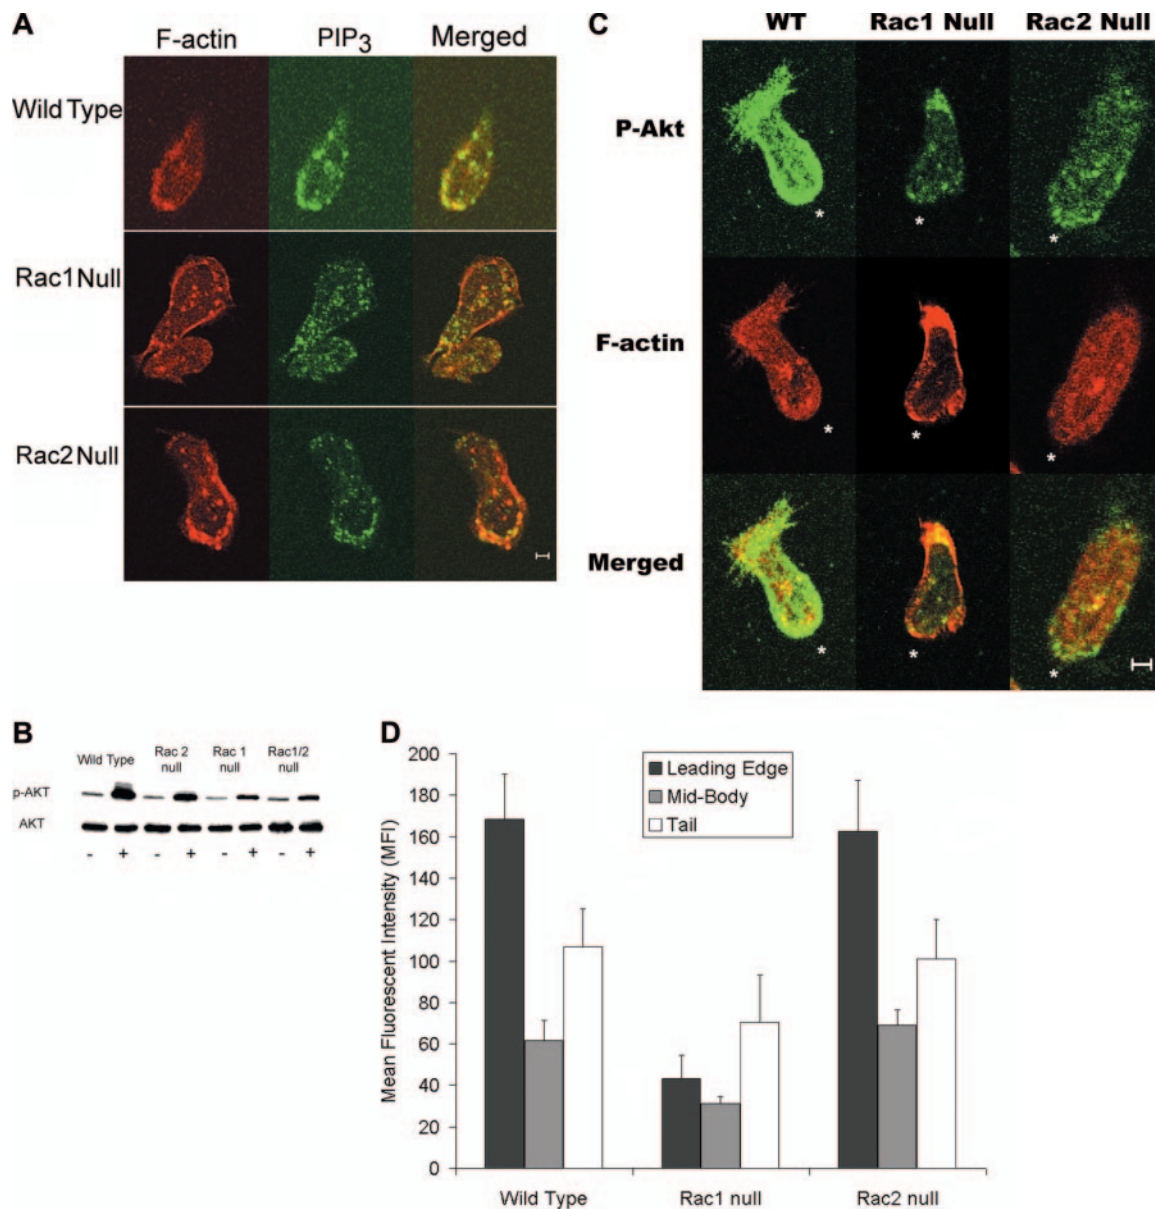 A
F-actin PIP3 Merged
Wild Type
Rac1 Null
Rac2 Null
C
WT Rac1 Null Rac2 Null
P-Akt
* * *
F-actin
* * *
Merged
* * *
B
Wild Type Rac 2 null Rac 1 null Rac1/2 null
p-AKT
AKT
- + - + - + - +
D
Mean Fluorescent Intensity (MFI)
200
180
160
140
120
100
80
60
40
20
0
Leading Edge
Mid-Body
Tail
Wild Type Rac1 null Rac2 null